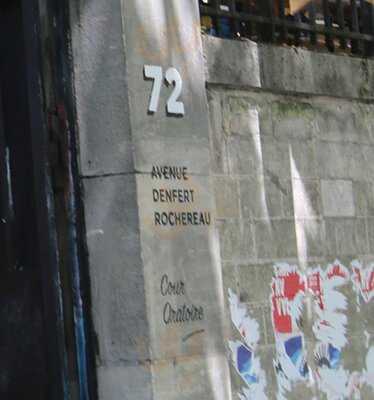 72
AVENUE
DENFERT
ROCHEREAU
Cour
Oratoire